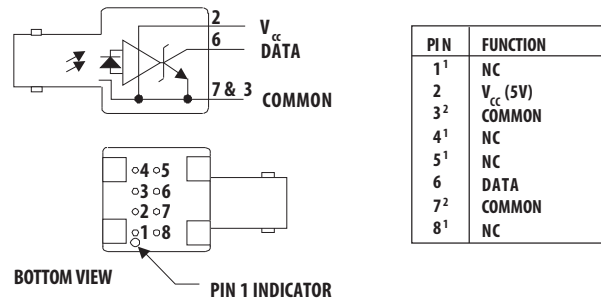 2
V_cc
6
DATA
7 & 3
COMMON
4 5
3 6
2 7
1 8
BOTTOM VIEW
PIN 1 INDICATOR
PIN FUNCTION
1¹ NC
2 V_cc (5V)
3² COMMON
4¹ NC
5¹ NC
6 DATA
7² COMMON
8¹ NC